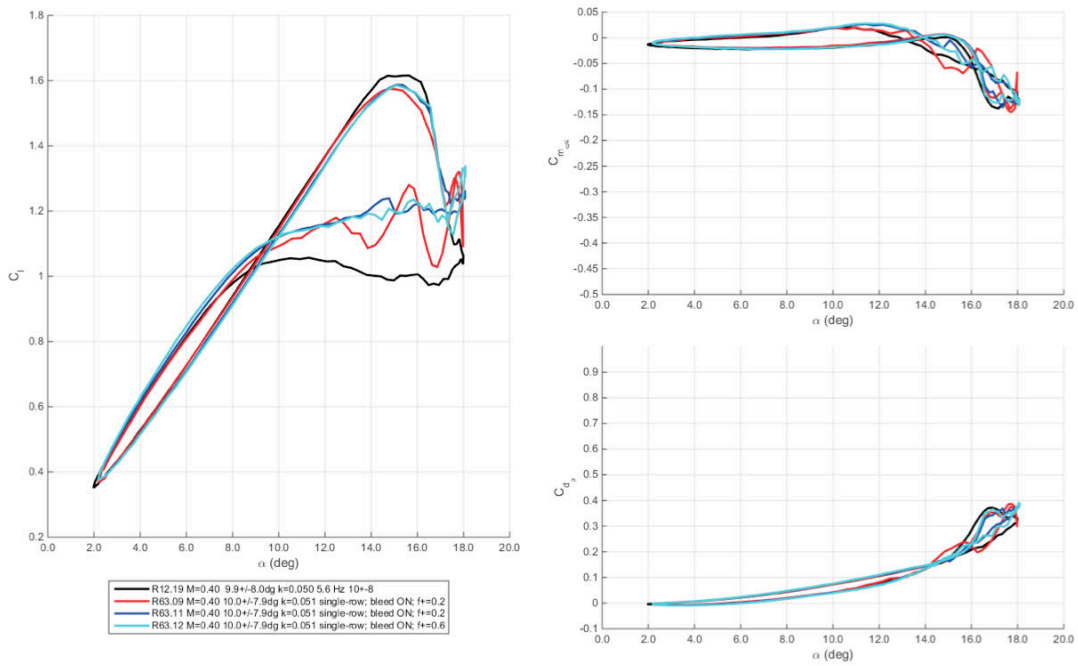 1.8
1.6
1.4
1.2
1
0.8
0.6
0.4
0.2
C_l
0.0 2.0 4.0 6.0 8.0 10.0 12.0 14.0 16.0 18.0 20.0
α (deg)
R12.19 M=0.40 9.9+/-8.0dg k=0.050 5.6 Hz 10+-8
R63.09 M=0.40 10.0+/-7.9dg k=0.051 single-row; bleed ON; f+=0.2
R63.11 M=0.40 10.0+/-7.9dg k=0.051 single-row; bleed ON; f+=0.2
R63.12 M=0.40 10.0+/-7.9dg k=0.051 single-row; bleed ON; f+=0.6
0.05
0
-0.05
-0.1
-0.15
-0.2
-0.25
-0.3
-0.35
-0.4
-0.45
-0.5
0.0 2.0 4.0 6.0 8.0 10.0 12.0 14.0 16.0 18.0 20.0
α (deg)
0.9
0.8
0.7
0.6
0.5
0.4
0.3
0.2
0.1
0
-0.1
0.0 2.0 4.0 6.0 8.0 10.0 12.0 14.0 16.0 18.0 20.0
α (deg)